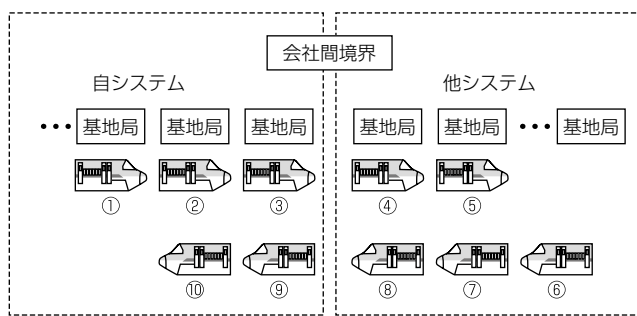 会社間境界
自システム
他システム
••• 基地局 基地局 基地局
基地局 基地局 ••• 基地局
① ② ③
④ ⑤
⑩ ⑨
⑧ ⑦ ⑥